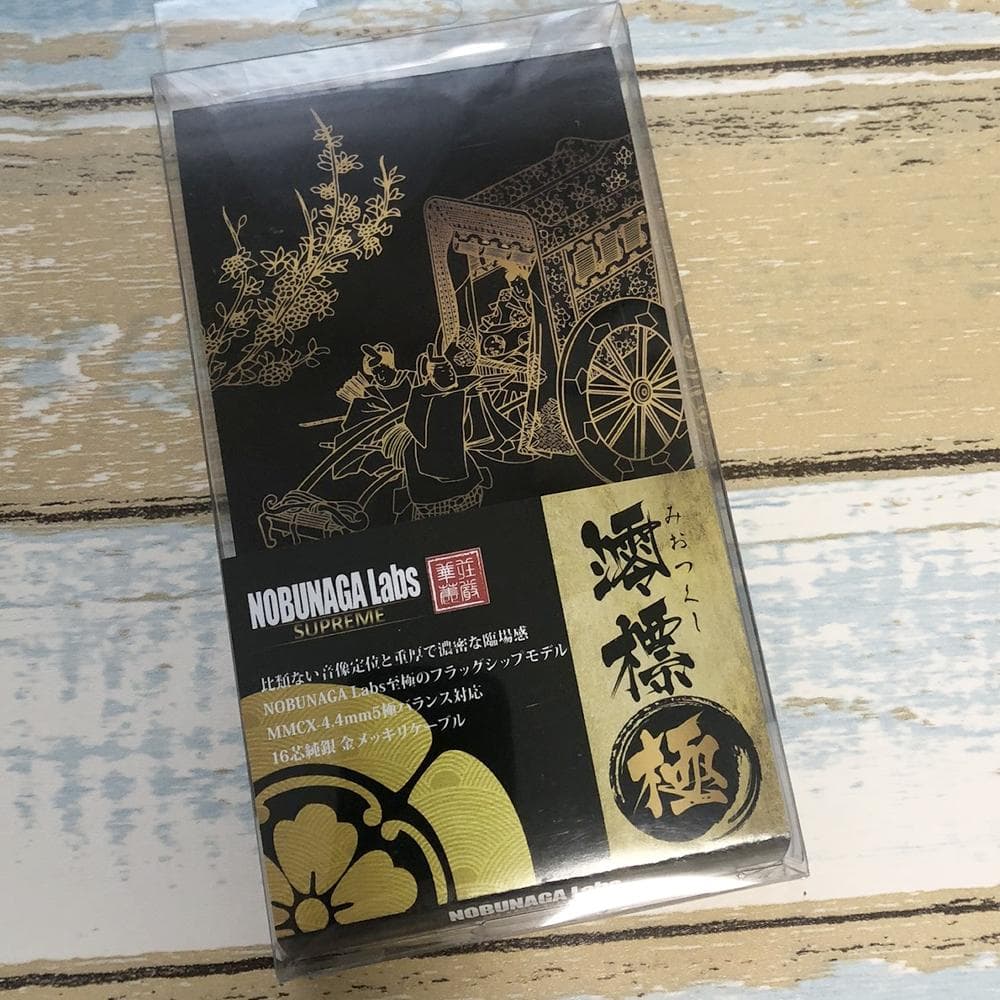 NOBUNAGA Labs
SUPREME
荘厳
華麗
比類ない音像定位と重厚で濃密な臨場感
NOBUNAGA Labs至極のフラッグシップモデル
MMCX-4.4mm5極バランス対応
16芯純銀 金メッキリケーブル
みおつくし
澪標
極
NOBUNAGA Labs